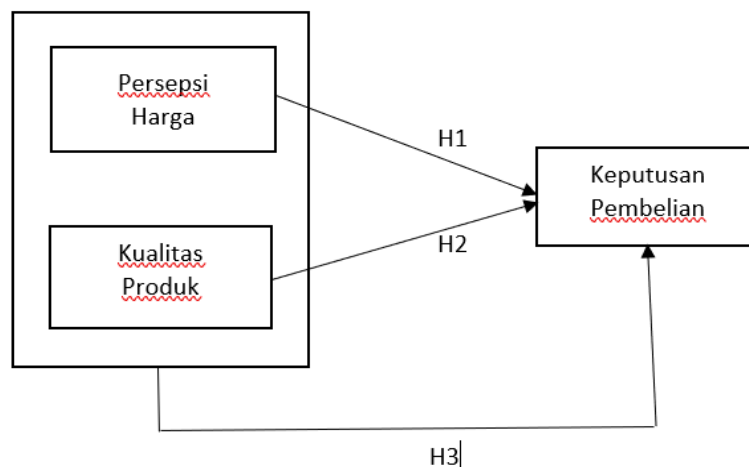 Persepsi
Harga
H1
Keputusan
Pembelian
Kualitas
Produk
H2
H3